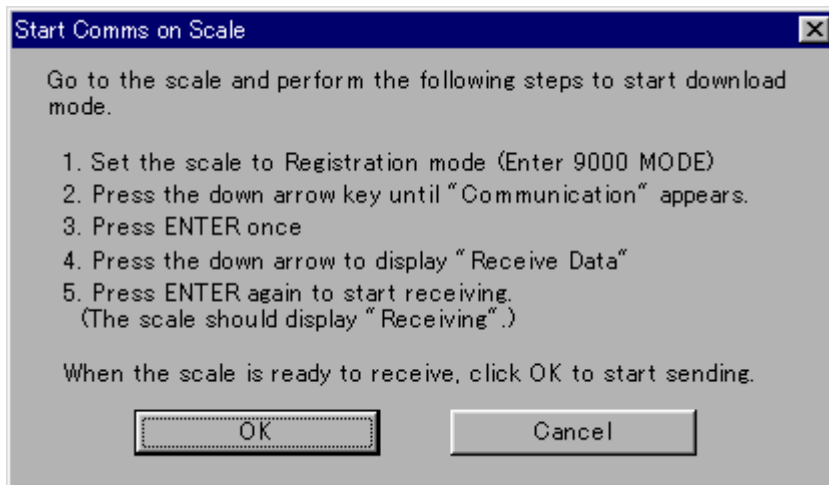 Start Comms on Scale
Go to the scale and perform the following steps to start download
mode.
1. Set the scale to Registration mode (Enter 9000 MODE)
2. Press the down arrow key until "Communication" appears.
3. Press ENTER once
4. Press the down arrow to display "Receive Data"
5. Press ENTER again to start receiving.
(The scale should display "Receiving".)
When the scale is ready to receive, click OK to start sending.
OK
Cancel